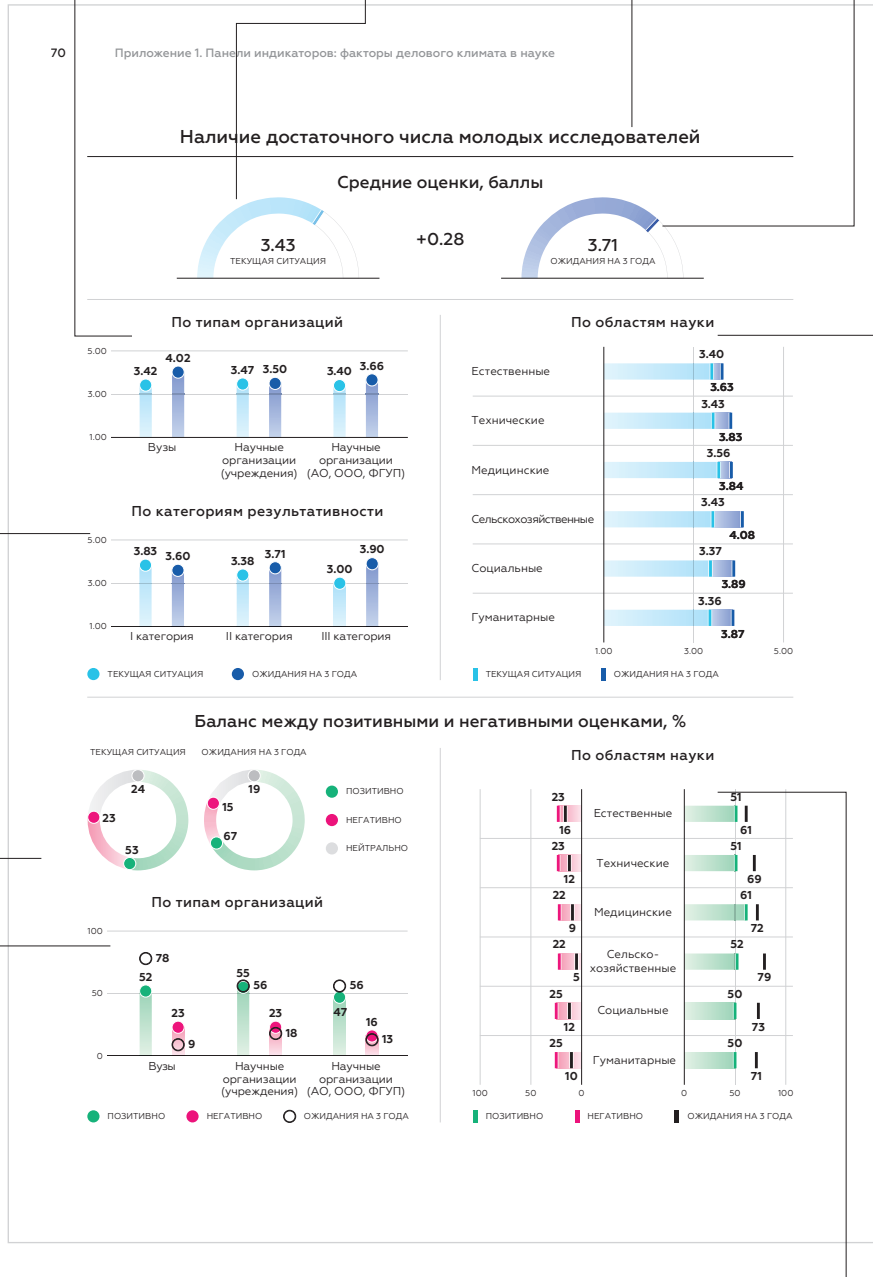 70
Приложение 1. Панели индикаторов: факторы делового климата в науке
Наличие достаточного числа молодых исследователей
Средние оценки, баллы
3.43
ТЕКУЩАЯ СИТУАЦИЯ
+0.28
3.71
ОЖИДАНИЯ НА 3 ГОДА
По типам организаций
5.00
3.00
1.00
3.42 4.02
3.47 3.50
3.40 3.66
Вузы
Научные
организации
(учреждения)
Научные
организации
(АО, ООО, ФГУП)
По категориям результативности
5.00
3.00
1.00
3.83 3.60
3.38 3.71
3.00 3.90
I категория
II категория
III категория
ТЕКУЩАЯ СИТУАЦИЯ
ОЖИДАНИЯ НА 3 ГОДА
По областям науки
Естественные
3.40
3.63
Технические
3.43
3.83
Медицинские
3.56
3.84
Сельскохозяйственные
3.43
4.08
Социальные
3.37
3.89
Гуманитарные
3.36
3.87
1.00 3.00 5.00
ТЕКУЩАЯ СИТУАЦИЯ
ОЖИДАНИЯ НА 3 ГОДА
Баланс между позитивными и негативными оценками, %
ТЕКУЩАЯ СИТУАЦИЯ
24
23
53
ОЖИДАНИЯ НА 3 ГОДА
19
15
67
ПОЗИТИВНО
НЕГАТИВНО
НЕЙТРАЛЬНО
По типам организаций
100
50
0
78
52
23
9
55
56
23
18
56
47
16
13
Вузы
Научные
организации
(учреждения)
Научные
организации
(АО, ООО, ФГУП)
ПОЗИТИВНО
НЕГАТИВНО
ОЖИДАНИЯ НА 3 ГОДА
По областям науки
23
16
Естественные
51
61
23
12
Технические
51
69
22
9
Медицинские
61
72
22
5
Сельско-
хозяйственные
52
79
25
12
Социальные
50
73
25
10
Гуманитарные
50
71
100 50 0
0 50 100
ПОЗИТИВНО
НЕГАТИВНО
ОЖИДАНИЯ НА 3 ГОДА